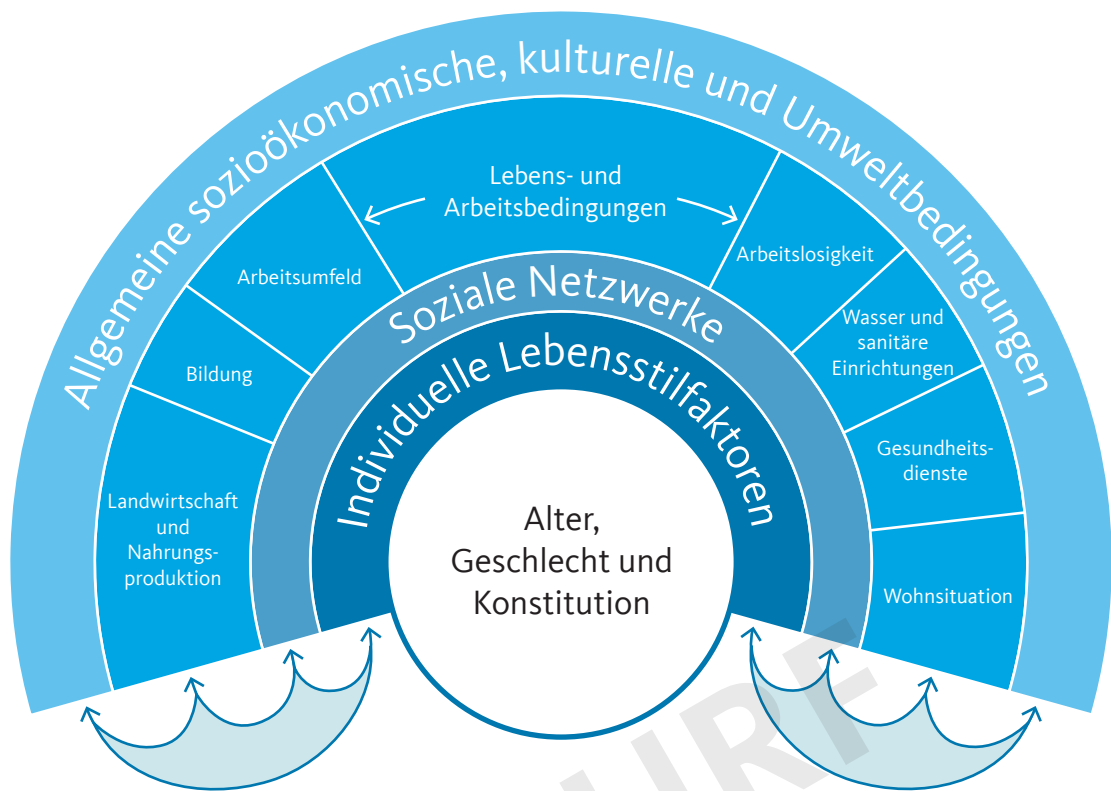 Allgemeine sozioökonomische, kulturelle und Umweltbedingungen
Lebens- und
Arbeitsbedingungen
Landwirtschaft
und
Nahrungs-
produktion
Bildung
Arbeitsumfeld
Arbeitslosigkeit
Wasser und
sanitäre
Einrichtungen
Gesundheits-
dienste
Wohnsituation
Soziale Netzwerke
Individuelle Lebensstilfaktoren
Alter,
Geschlecht und
Konstitution
URF